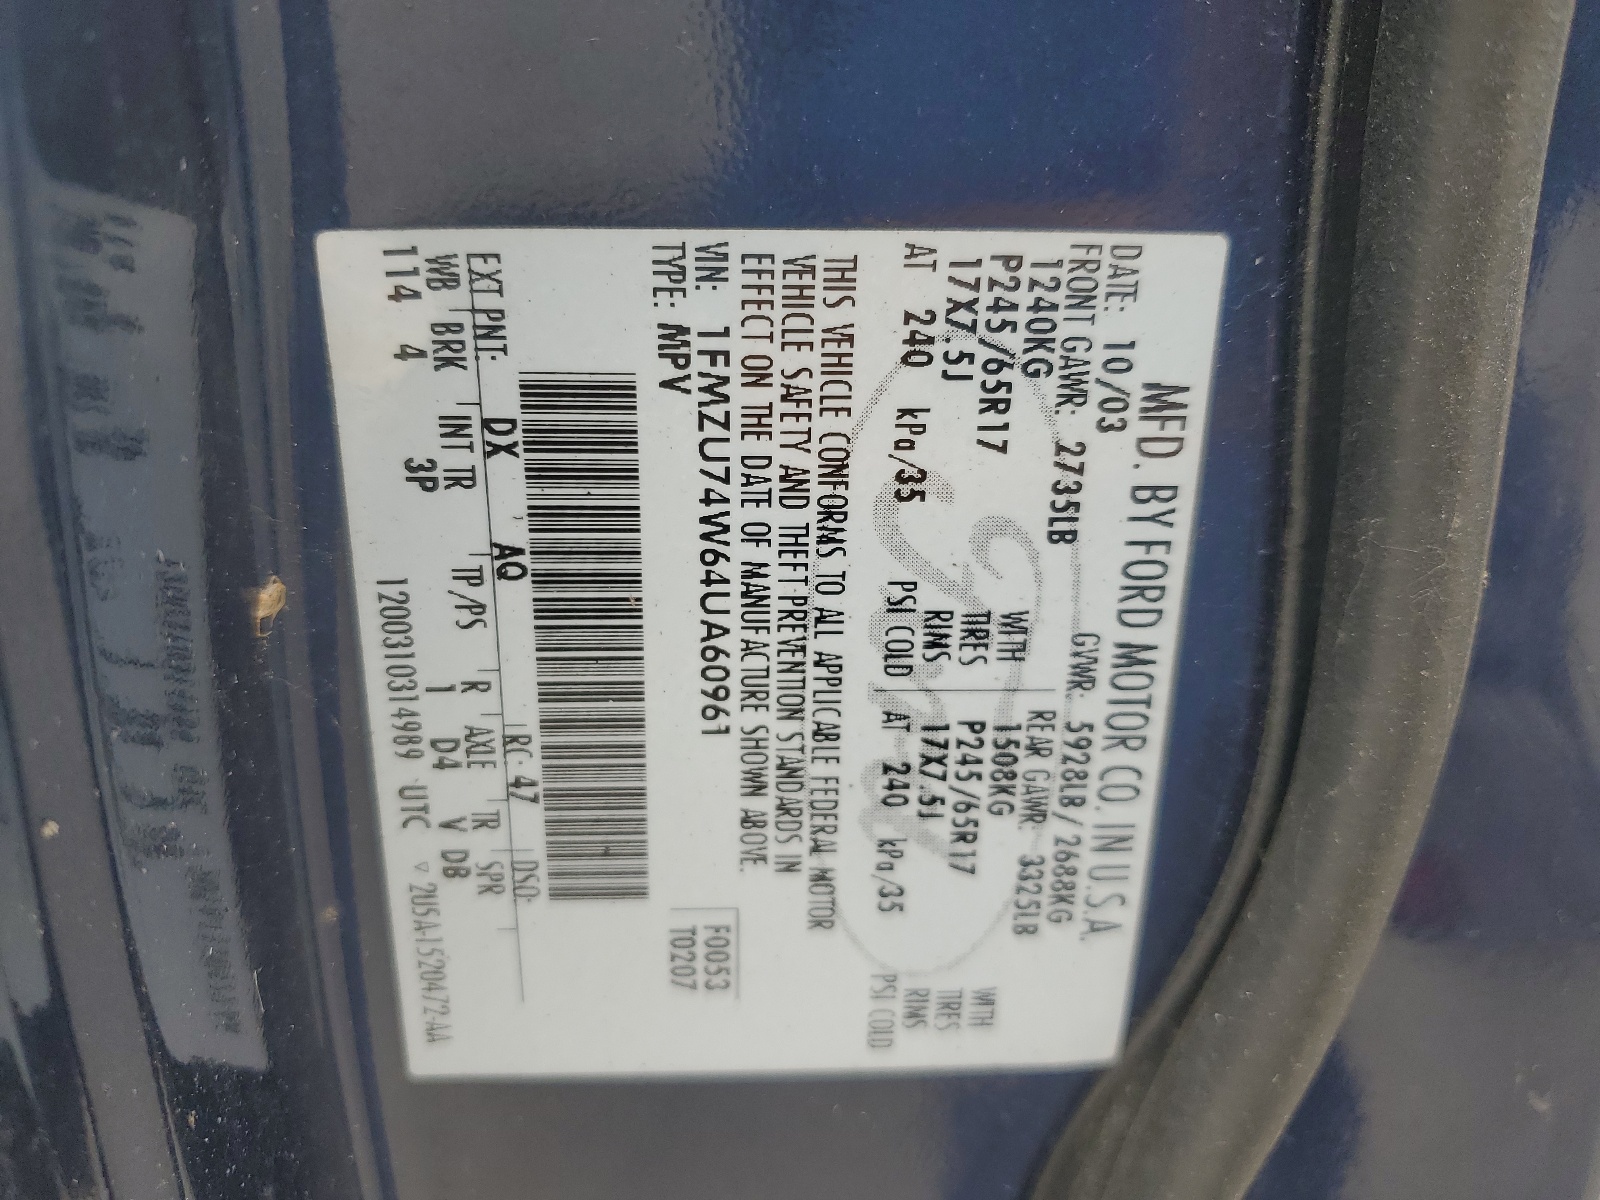 MFD. BY FORD MOTOR CO. IN U.S.A.
DATE: 10/03 GVWR: 5928LB / 2688KG
FRONT GAWR: 2735LB REAR GAWR: 3325LB
1240KG WITH 1508KG WITH
P245/65R17 TIRES P245/65R17 TIRES
17X7.5J RIMS 17X7.5J RIMS
AT 240 kPa/35 PSI COLD AT 240 kPa/35 PSI COLD
THIS VEHICLE CONFORMS TO ALL APPLICABLE FEDERAL MOTOR
VEHICLE SAFETY AND THEFT PREVENTION STANDARDS IN
EFFECT ON THE DATE OF MANUFACTURE SHOWN ABOVE.
VIN: 1FMZU74W64UA60961 F0053
TYPE: MPV T0207
EXT PNT: DX AQ RC: 47 DSO:
WB BRK INT TR TP/PS R AXLE TR SPR
114 4 3P 1 D4 V DB
120031031 4989 UTC ▽ 2U5A-1520472-AA